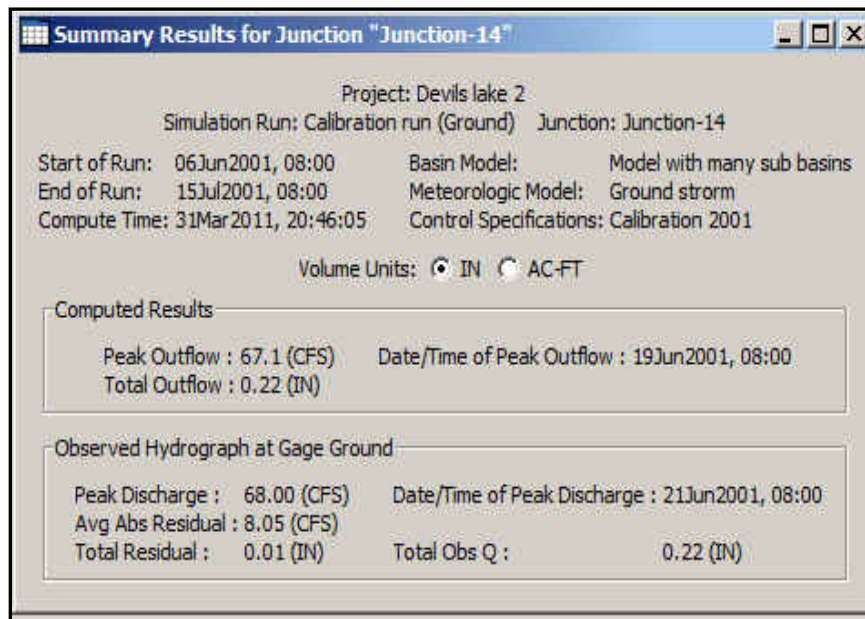 Summary Results for Junction "Junction-14"
Project: Devils lake 2
Simulation Run: Calibration run (Ground) Junction: Junction-14
Start of Run: 06Jun2001, 08:00 Basin Model: Model with many sub basins
End of Run: 15Jul2001, 08:00 Meteorologic Model: Ground strorm
Compute Time: 31Mar2011, 20:46:05 Control Specifications: Calibration 2001
Volume Units: IN AC-FT
Computed Results
Peak Outflow : 67.1 (CFS) Date/Time of Peak Outflow : 19Jun2001, 08:00
Total Outflow : 0.22 (IN)
Observed Hydrograph at Gage Ground
Peak Discharge : 68.00 (CFS) Date/Time of Peak Discharge : 21Jun2001, 08:00
Avg Abs Residual : 8.05 (CFS)
Total Residual : 0.01 (IN) Total Obs Q : 0.22 (IN)